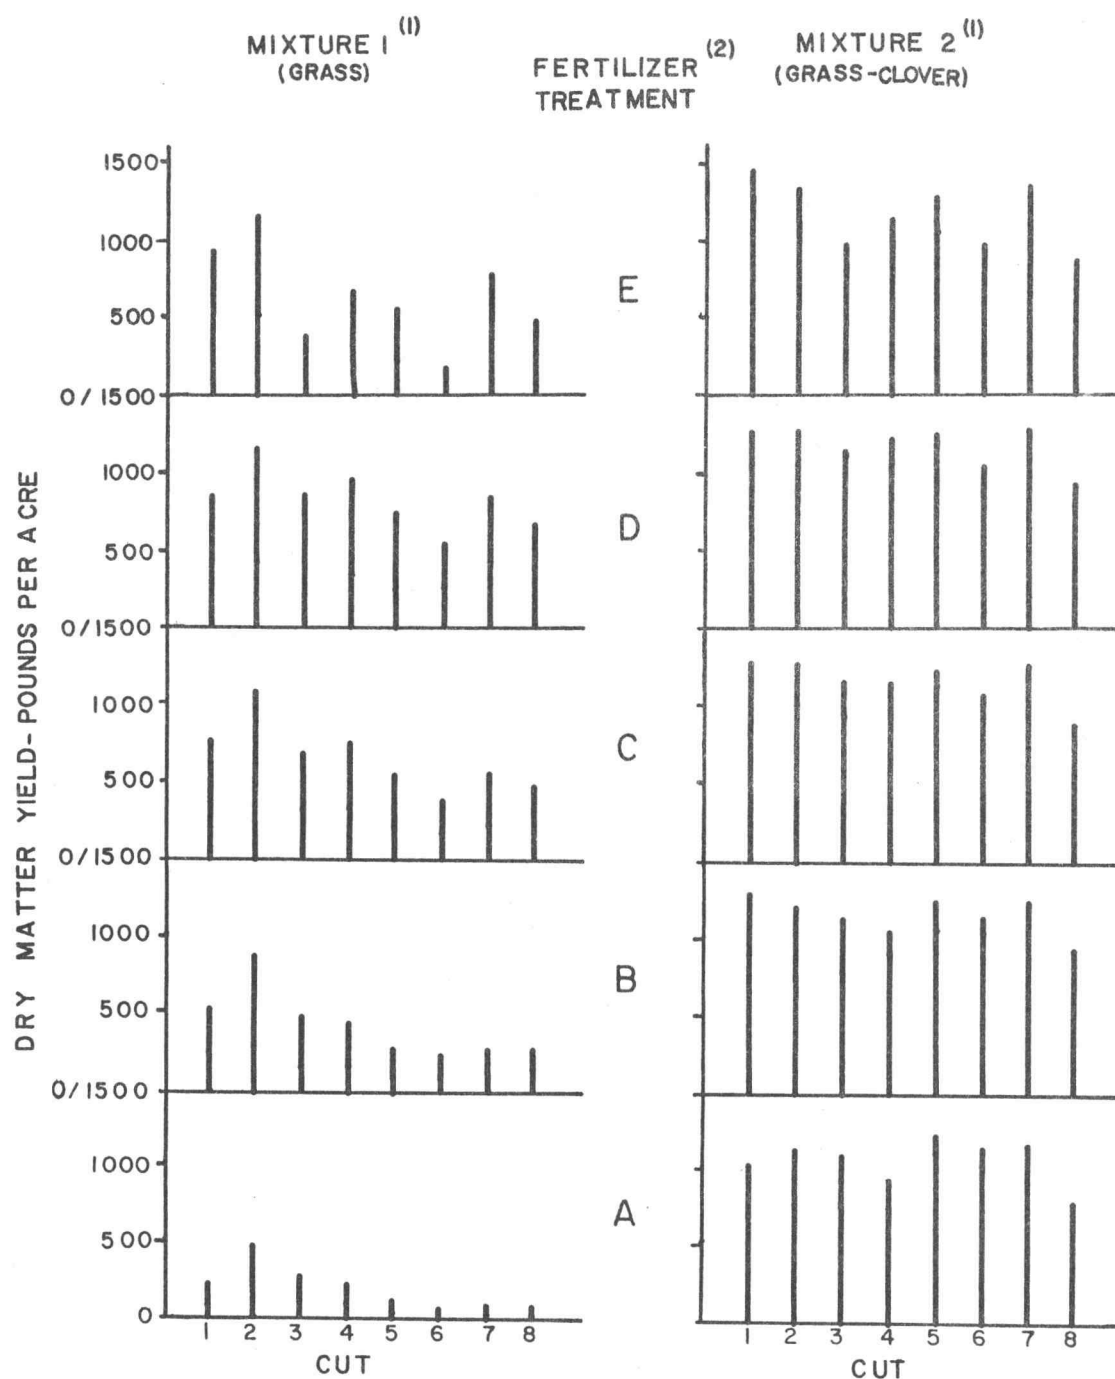 MIXTURE 1 (1)
(GRASS)
FERTILIZER (2)
TREATMENT
MIXTURE 2 (1)
(GRASS-CLOVER)
DRY MATTER YIELD-POUNDS PER ACRE
1500
1000
500
0/1500
E
1000
500
0/1500
D
1000
500
0/1500
C
1000
500
0/1500
B
1000
500
0
A
1 2 3 4 5 6 7 8
CUT
1 2 3 4 5 6 7 8
CUT